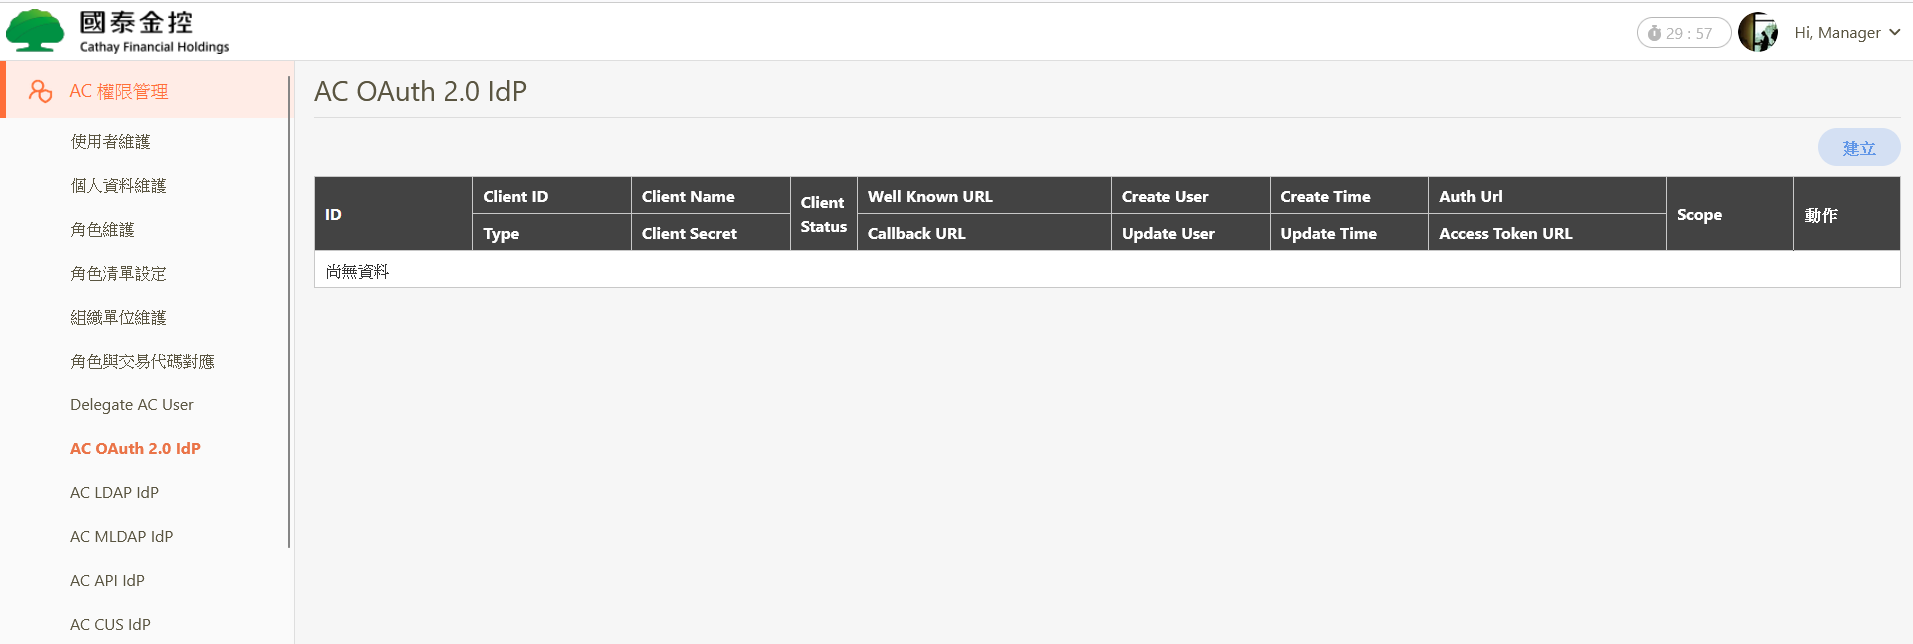 國泰金控
Cathay Financial Holdings
29 : 57
Hi, Manager
AC 權限管理
使用者維護
個人資料維護
角色維護
角色清單設定
組織單位維護
角色與交易代碼對應
Delegate AC User
AC OAuth 2.0 IdP
AC LDAP IdP
AC MLDAP IdP
AC API IdP
AC CUS IdP
AC OAuth 2.0 IdP
建立
ID
Client ID
Type
Client Name
Client Secret
Client
Status
Well Known URL
Callback URL
Create User
Update User
Create Time
Update Time
Auth Url
Access Token URL
Scope
動作
尚無資料